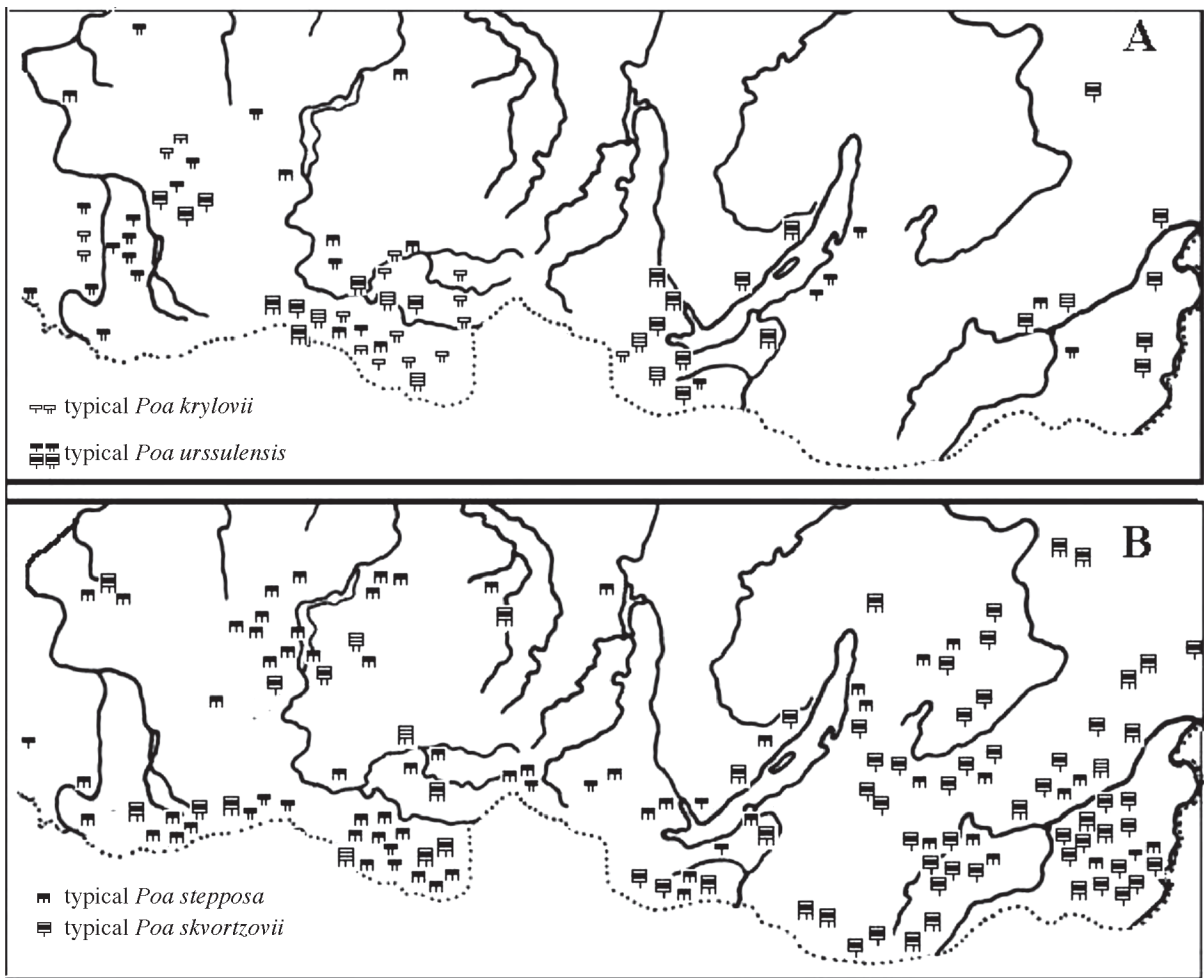 A
typical Poa krylovii
typical Poa urssulensis
B
typical Poa stepposa
typical Poa skvortzovii